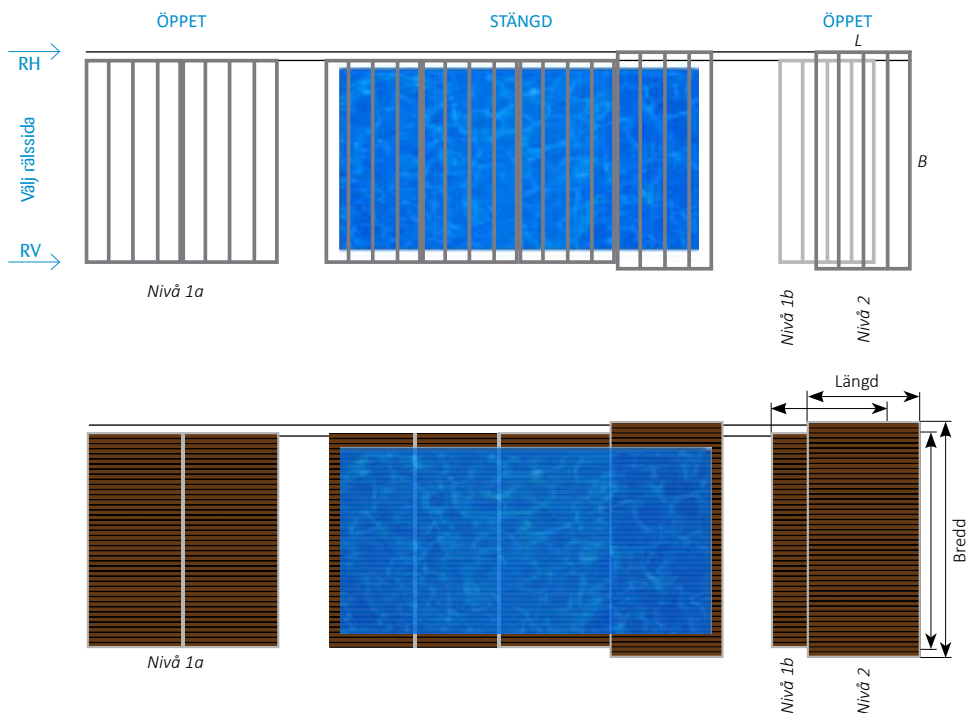 ÖPPET
STÄNGD
ÖPPET
L
RH
Välj rälssida
B
RV
Nivå 1a
Nivå 1b
Nivå 2
Längd
Bredd
Nivå 1a
Nivå 1b
Nivå 2